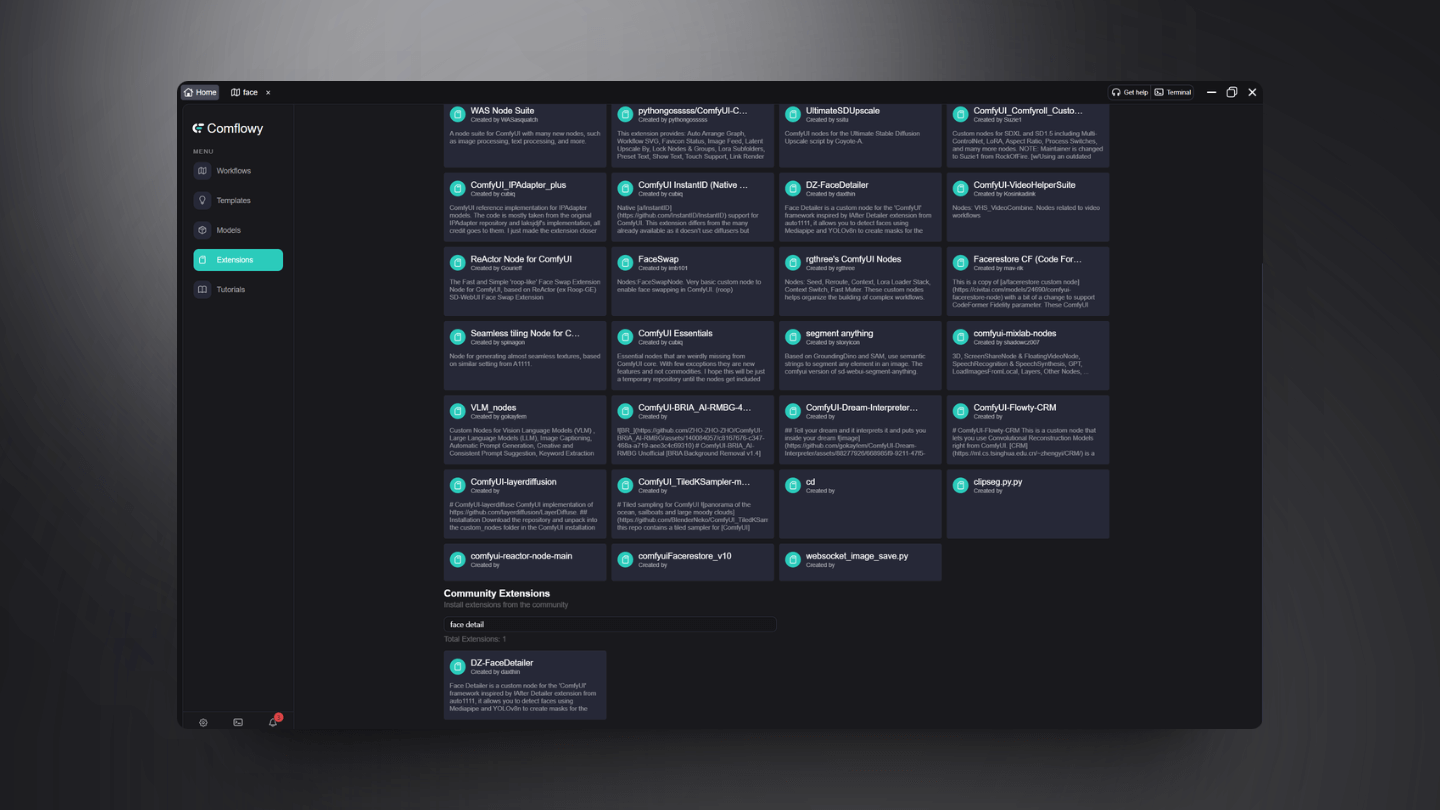 Home
face
×
Get help
Terminal
Comflowy
MENU
Workflows
Templates
Models
Extensions
Tutorials
WAS Node Suite
Created by WASasquatch
A node suite for ComfyUI with many new nodes, such
as image processing, text processing, and more.
pythongosssss/ComfyUI-C...
Created by pythongosssss
This extension provides: Auto Arrange Graph,
Workflow SVG, Favicon Status, Image Feed, Latent
Upscale By, Lock Nodes & Groups, Lora Subfolders,
Preset Text, Show Text, Touch Support, Link Render
UltimateSDUpscale
Created by ssitu
ComfyUI nodes for the Ultimate Stable Diffusion
Upscale script by Coyote-A.
ComfyUI_Comfyroll_Custo...
Created by Suzie1
Custom nodes for SDXL and SD1.5 including Multi-
ControlNet, LoRA, Aspect Ratio, Process Switches,
and many more nodes. NOTE: Maintainer is changed
to Suzie1 from RockOfFire. [w/Using an outdated
ComfyUI_IPAdapter_plus
Created by cubiq
ComfyUI reference implementation for IPAdapter
models. The code is mostly taken from the original
IPAdapter repository and laksjdjf's implementation, all
credit goes to them. I just made the extension closer
ComfyUI InstantID (Native ...
Created by cubiq
Native [a/InstantID]
(https://github.com/InstantID/InstantID) support for
ComfyUI. This extension differs from the many
already available as it doesn't use diffusers but
DZ-FaceDetailer
Created by daxthin
Face Detailer is a custom node for the 'ComfyUI'
framework inspired by !After Detailer extension from
auto1111, it allows you to detect faces using
Mediapipe and YOLOv8n to create masks for the
ComfyUI-VideoHelperSuite
Created by Kosinkadink
Nodes: VHS_VideoCombine. Nodes related to video
workflows
ReActor Node for ComfyUI
Created by Gourieff
The Fast and Simple 'roop-like' Face Swap Extension
Node for ComfyUI, based on ReActor (ex Roop-GE)
SD-WebUI Face Swap Extension
FaceSwap
Created by imb101
Nodes:FaceSwapNode. Very basic custom node to
enable face swapping in ComfyUI. (roop)
rgthree's ComfyUI Nodes
Created by rgthree
Nodes: Seed, Reroute, Context, Lora Loader Stack,
Context Switch, Fast Muter. These custom nodes
helps organize the building of complex workflows.
Facerestore CF (Code For...
Created by mav-rik
This is a copy of [a/facerestore custom node]
(https://civitai.com/models/24690/comfyui-
facerestore-node) with a bit of a change to support
CodeFormer Fidelity parameter. These ComfyUI
Seamless tiling Node for C...
Created by spinagon
Node for generating almost seamless textures, based
on similar setting from A1111.
ComfyUI Essentials
Created by cubiq
Essential nodes that are weirdly missing from
ComfyUI core. With few exceptions they are new
features and not commodities. I hope this will be just
a temporary repository until the nodes get included
segment anything
Created by storyicon
Based on GroundingDino and SAM, use semantic
strings to segment any element in an image. The
comfyui version of sd-webui-segment-anything.
comfyui-mixlab-nodes
Created by shadowcz007
3D, ScreenShareNode & FloatingVideoNode,
SpeechRecognition & SpeechSynthesis, GPT,
LoadImagesFromLocal, Layers, Other Nodes, ...
VLM_nodes
Created by gokayfem
Custom Nodes for Vision Language Models (VLM) ,
Large Language Models (LLM), Image Captioning,
Automatic Prompt Generation, Creative and
Consistent Prompt Suggestion, Keyword Extraction
ComfyUI-BRIA_AI-RMBG-4...
Created by
![BR_](https://github.com/ZHO-ZHO-ZHO/ComfyUI-
BRIA_AI-RMBG/assets/140084057/
RMBG Unofficial [BRIA Background Removal v1.4]
ComfyUI-Dream-Interpreter...
Created by
## Tell your dream and it interprets it and puts you
inside your dream ![image]
(https://github.com/gokayfem/ComfyUI-Dream-
ComfyUI-Flowty-CRM
Created by
# ComfyUI-Flowty-CRM This is a custom node that
lets you use Convolutional Reconstruction Models
right from ComfyUI. [CRM]
(https://ml.cs.tsinghua.edu.cn/~zhengyi/CRM/) is a
ComfyUI-layerdiffusion
Created by
# ComfyUI-layerdiffuse ComfyUI implementation of
https://github.com/layerdiffusion/LayerDiffuse. ##
Installation Download the repository and unpack into
the custom_nodes folder in the ComfyUI installation
ComfyUI_TiledKSampler-m...
Created by
# Tiled sampling for ComfyUI ![panorama of the
ocean, sailboats and large moody clouds]
(https://github.com/BlenderNeko/ComfyUI_TiledKSam
this repo contains a tiled sampler for [ComfyUI]
cd
Created by
clipseg.py.py
Created by
comfyui-reactor-node-main
Created by
comfyuiFacerestore_v10
Created by
websocket_image_save.py
Created by
Community Extensions
Install extensions from the community
face detail
Total Extensions: 1
DZ-FaceDetailer
Created by daxthin
Face Detailer is a custom node for the 'ComfyUI'
framework inspired by !After Detailer extension from
auto1111, it allows you to detect faces using
Mediapipe and YOLOv8n to create masks for the